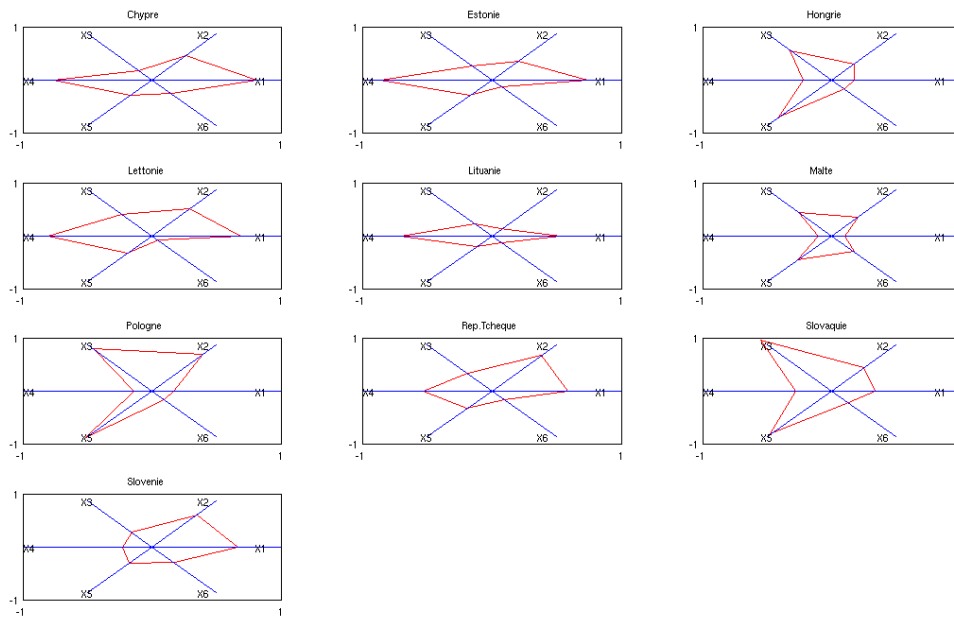 Chypre
1
X3
X2
X4
X1
X5
X6
-1
-1
1
Estonie
1
X3
X2
X4
X1
X5
X6
-1
-1
1
Hongrie
1
X3
X2
X4
X1
X5
X6
-1
-1
1
Lettonie
1
X3
X2
X4
X1
X5
X6
-1
-1
1
Lituanie
1
X3
X2
X4
X1
X5
X6
-1
-1
1
Malte
1
X3
X2
X4
X1
X5
X6
-1
-1
1
Pologne
1
X3
X2
X4
X1
X5
X6
-1
-1
1
Rep.Tcheque
1
X3
X2
X4
X1
X5
X6
-1
-1
1
Slovaquie
1
X3
X2
X4
X1
X5
X6
-1
-1
1
Slovenie
1
X3
X2
X4
X1
X5
X6
-1
-1
1